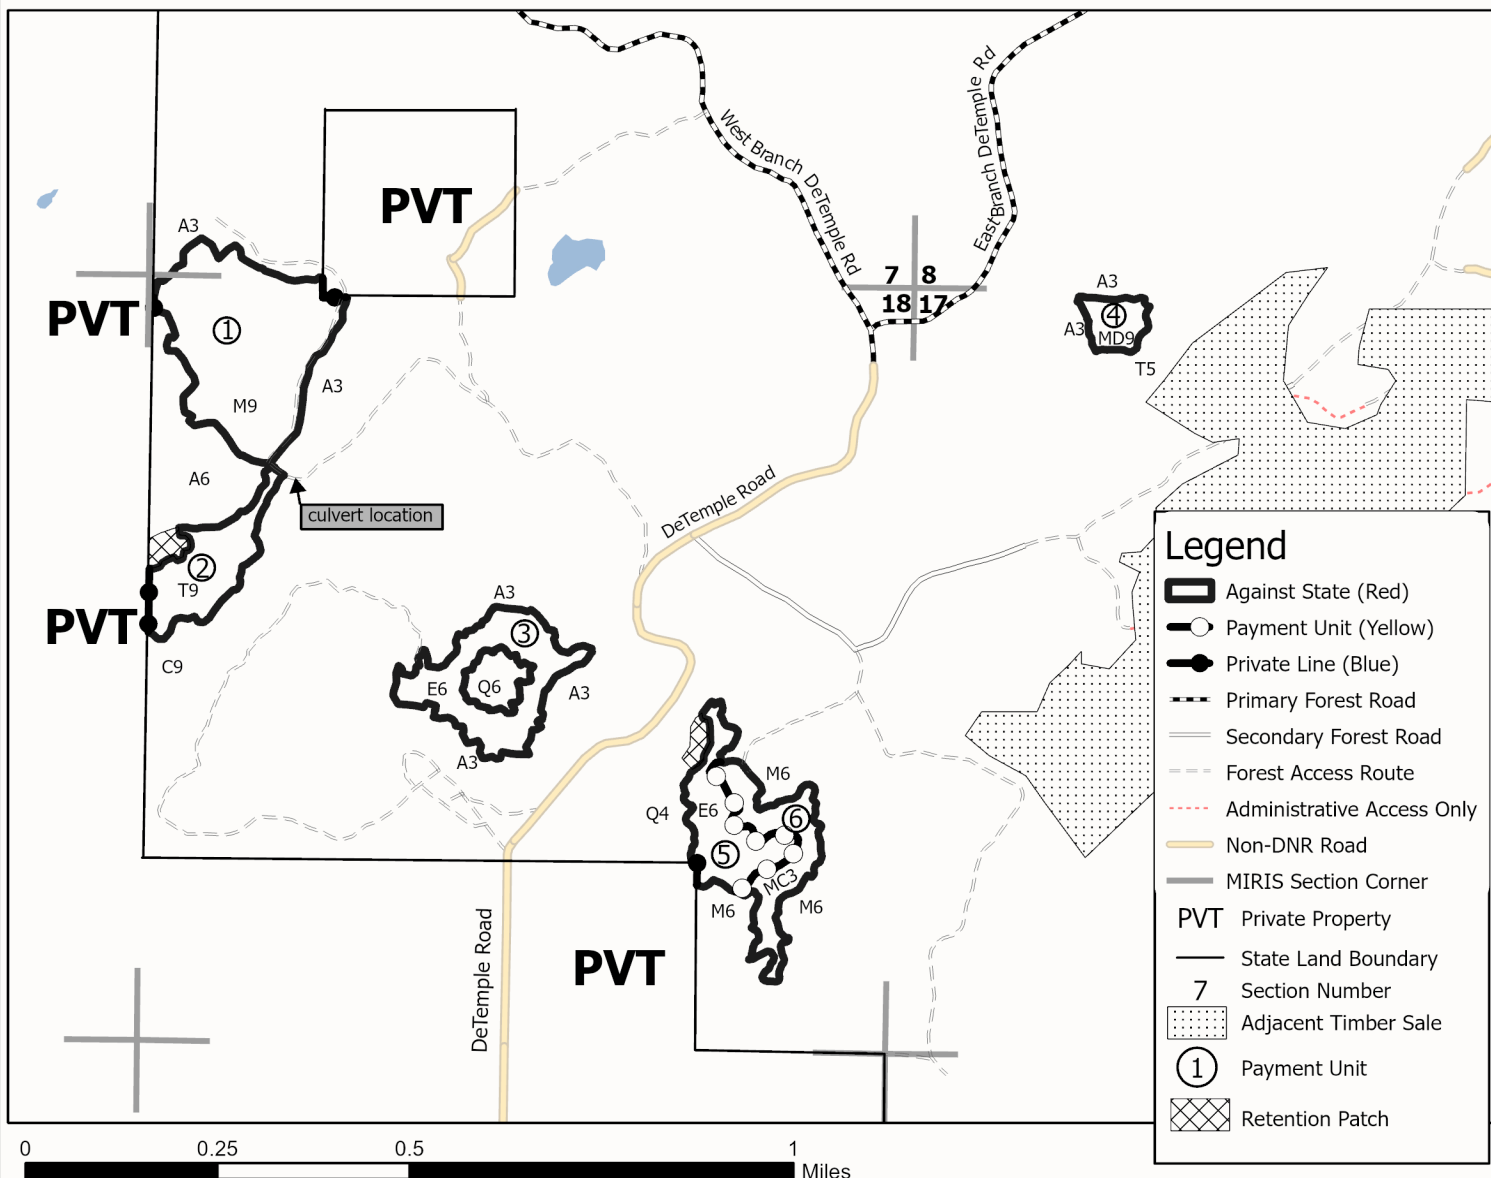 West Branch DeTemple Rd
East Branch DeTemple Rd
PVT
A3
7 8
18 17
PVT
1
A3
4
A3
MD9
T5
A3
M9
A6
DeTemple Road
culvert location
2
T9
PVT
C9
A3
3
E6
Q6
A3
A3
M6
Q4
E6
6
5
MC3
M6
M6
PVT
DeTemple Road
Legend
Against State (Red)
Payment Unit (Yellow)
Private Line (Blue)
Primary Forest Road
Secondary Forest Road
Forest Access Route
Administrative Access Only
Non-DNR Road
MIRIS Section Corner
PVT Private Property
State Land Boundary
7 Section Number
Adjacent Timber Sale
1 Payment Unit
Retention Patch
0 0.25 0.5 1
Miles